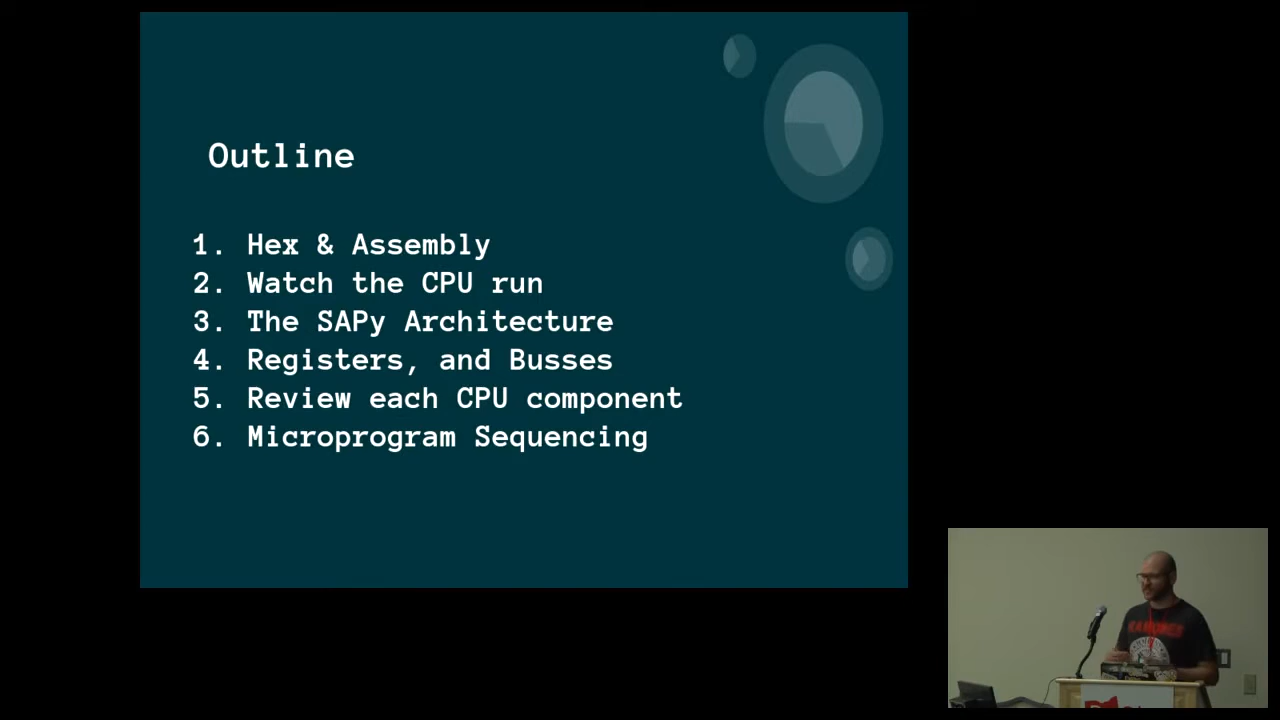 Outline
1. Hex & Assembly
2. Watch the CPU run
3. The SAPy Architecture
4. Registers, and Busses
5. Review each CPU component
6. Microprogram Sequencing